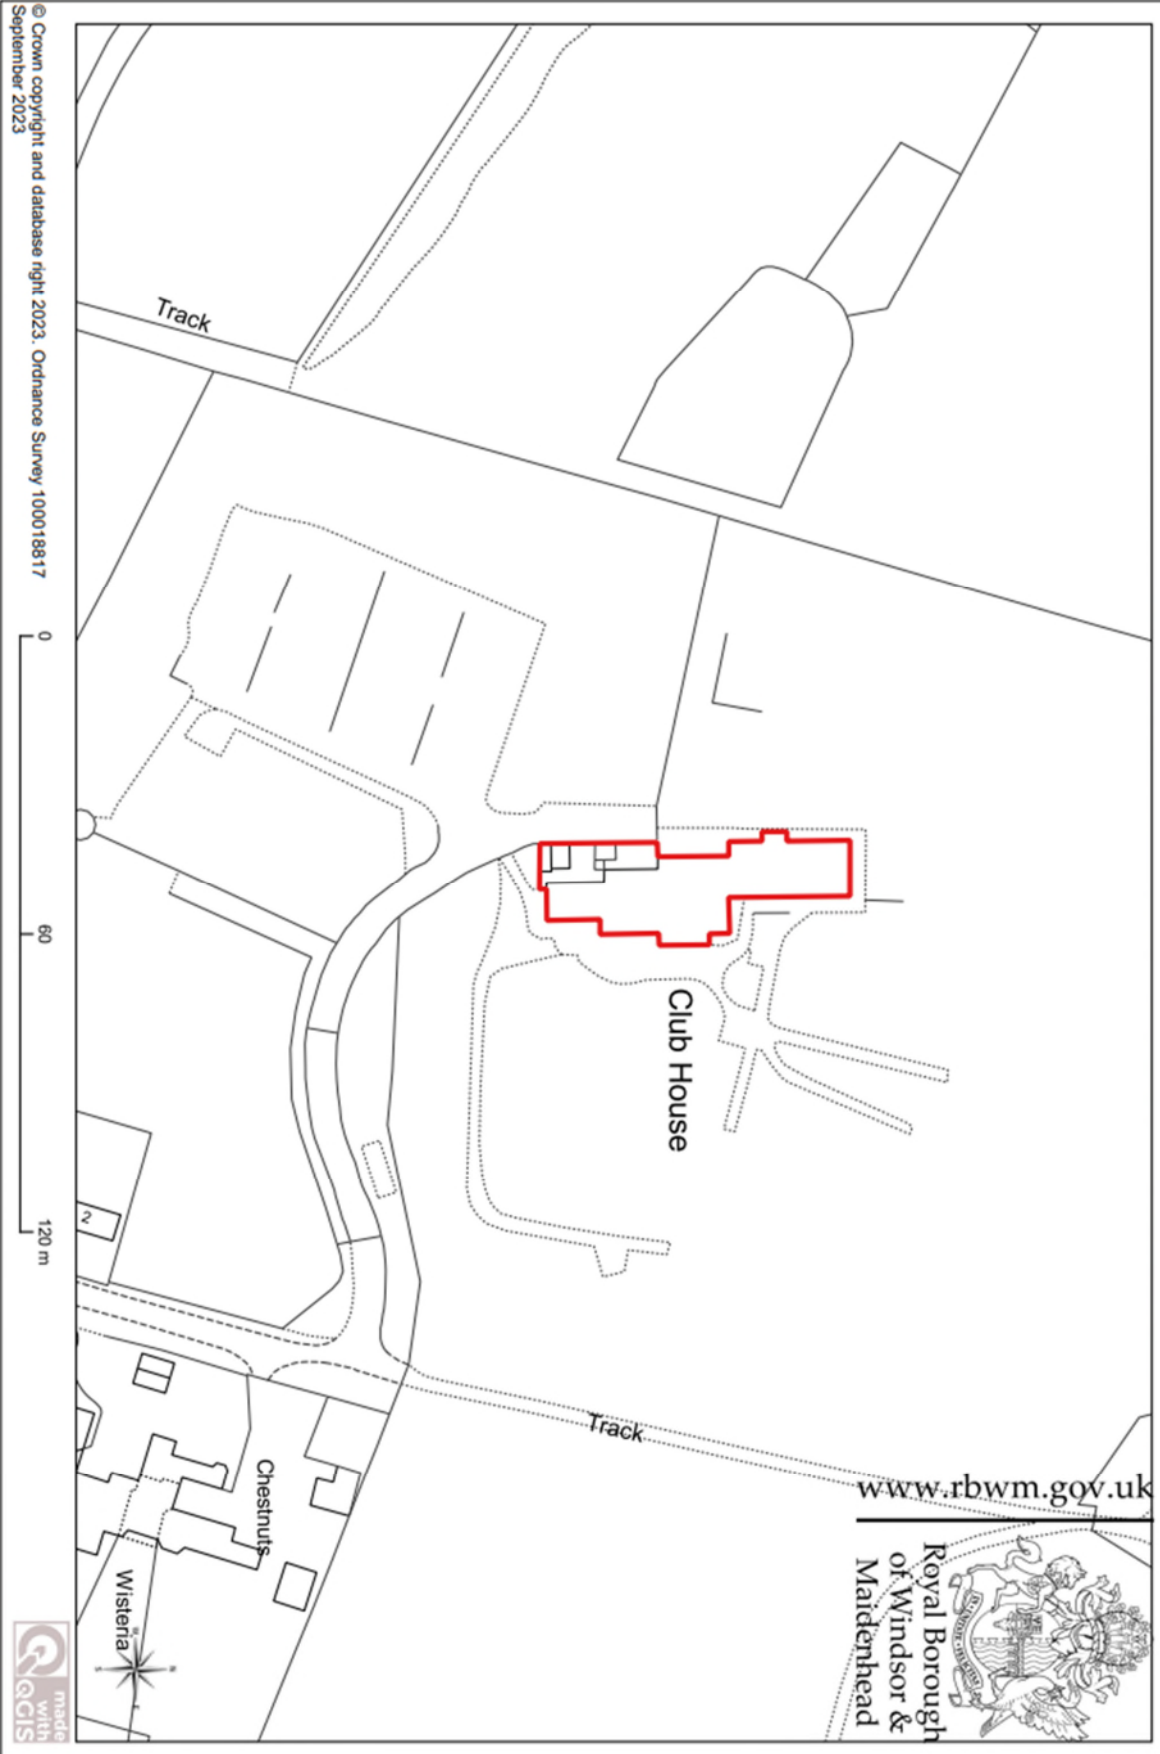 www.rbwm.gov.uk
Royal Borough
of Windsor &
Maidenhead
Track
Club House
Track
2
Chestnuts
Wisteria
N
S
© Crown copyright and database right 2023. Ordnance Survey 100018817
September 2023
0
60
120 m
made
with
QGIS